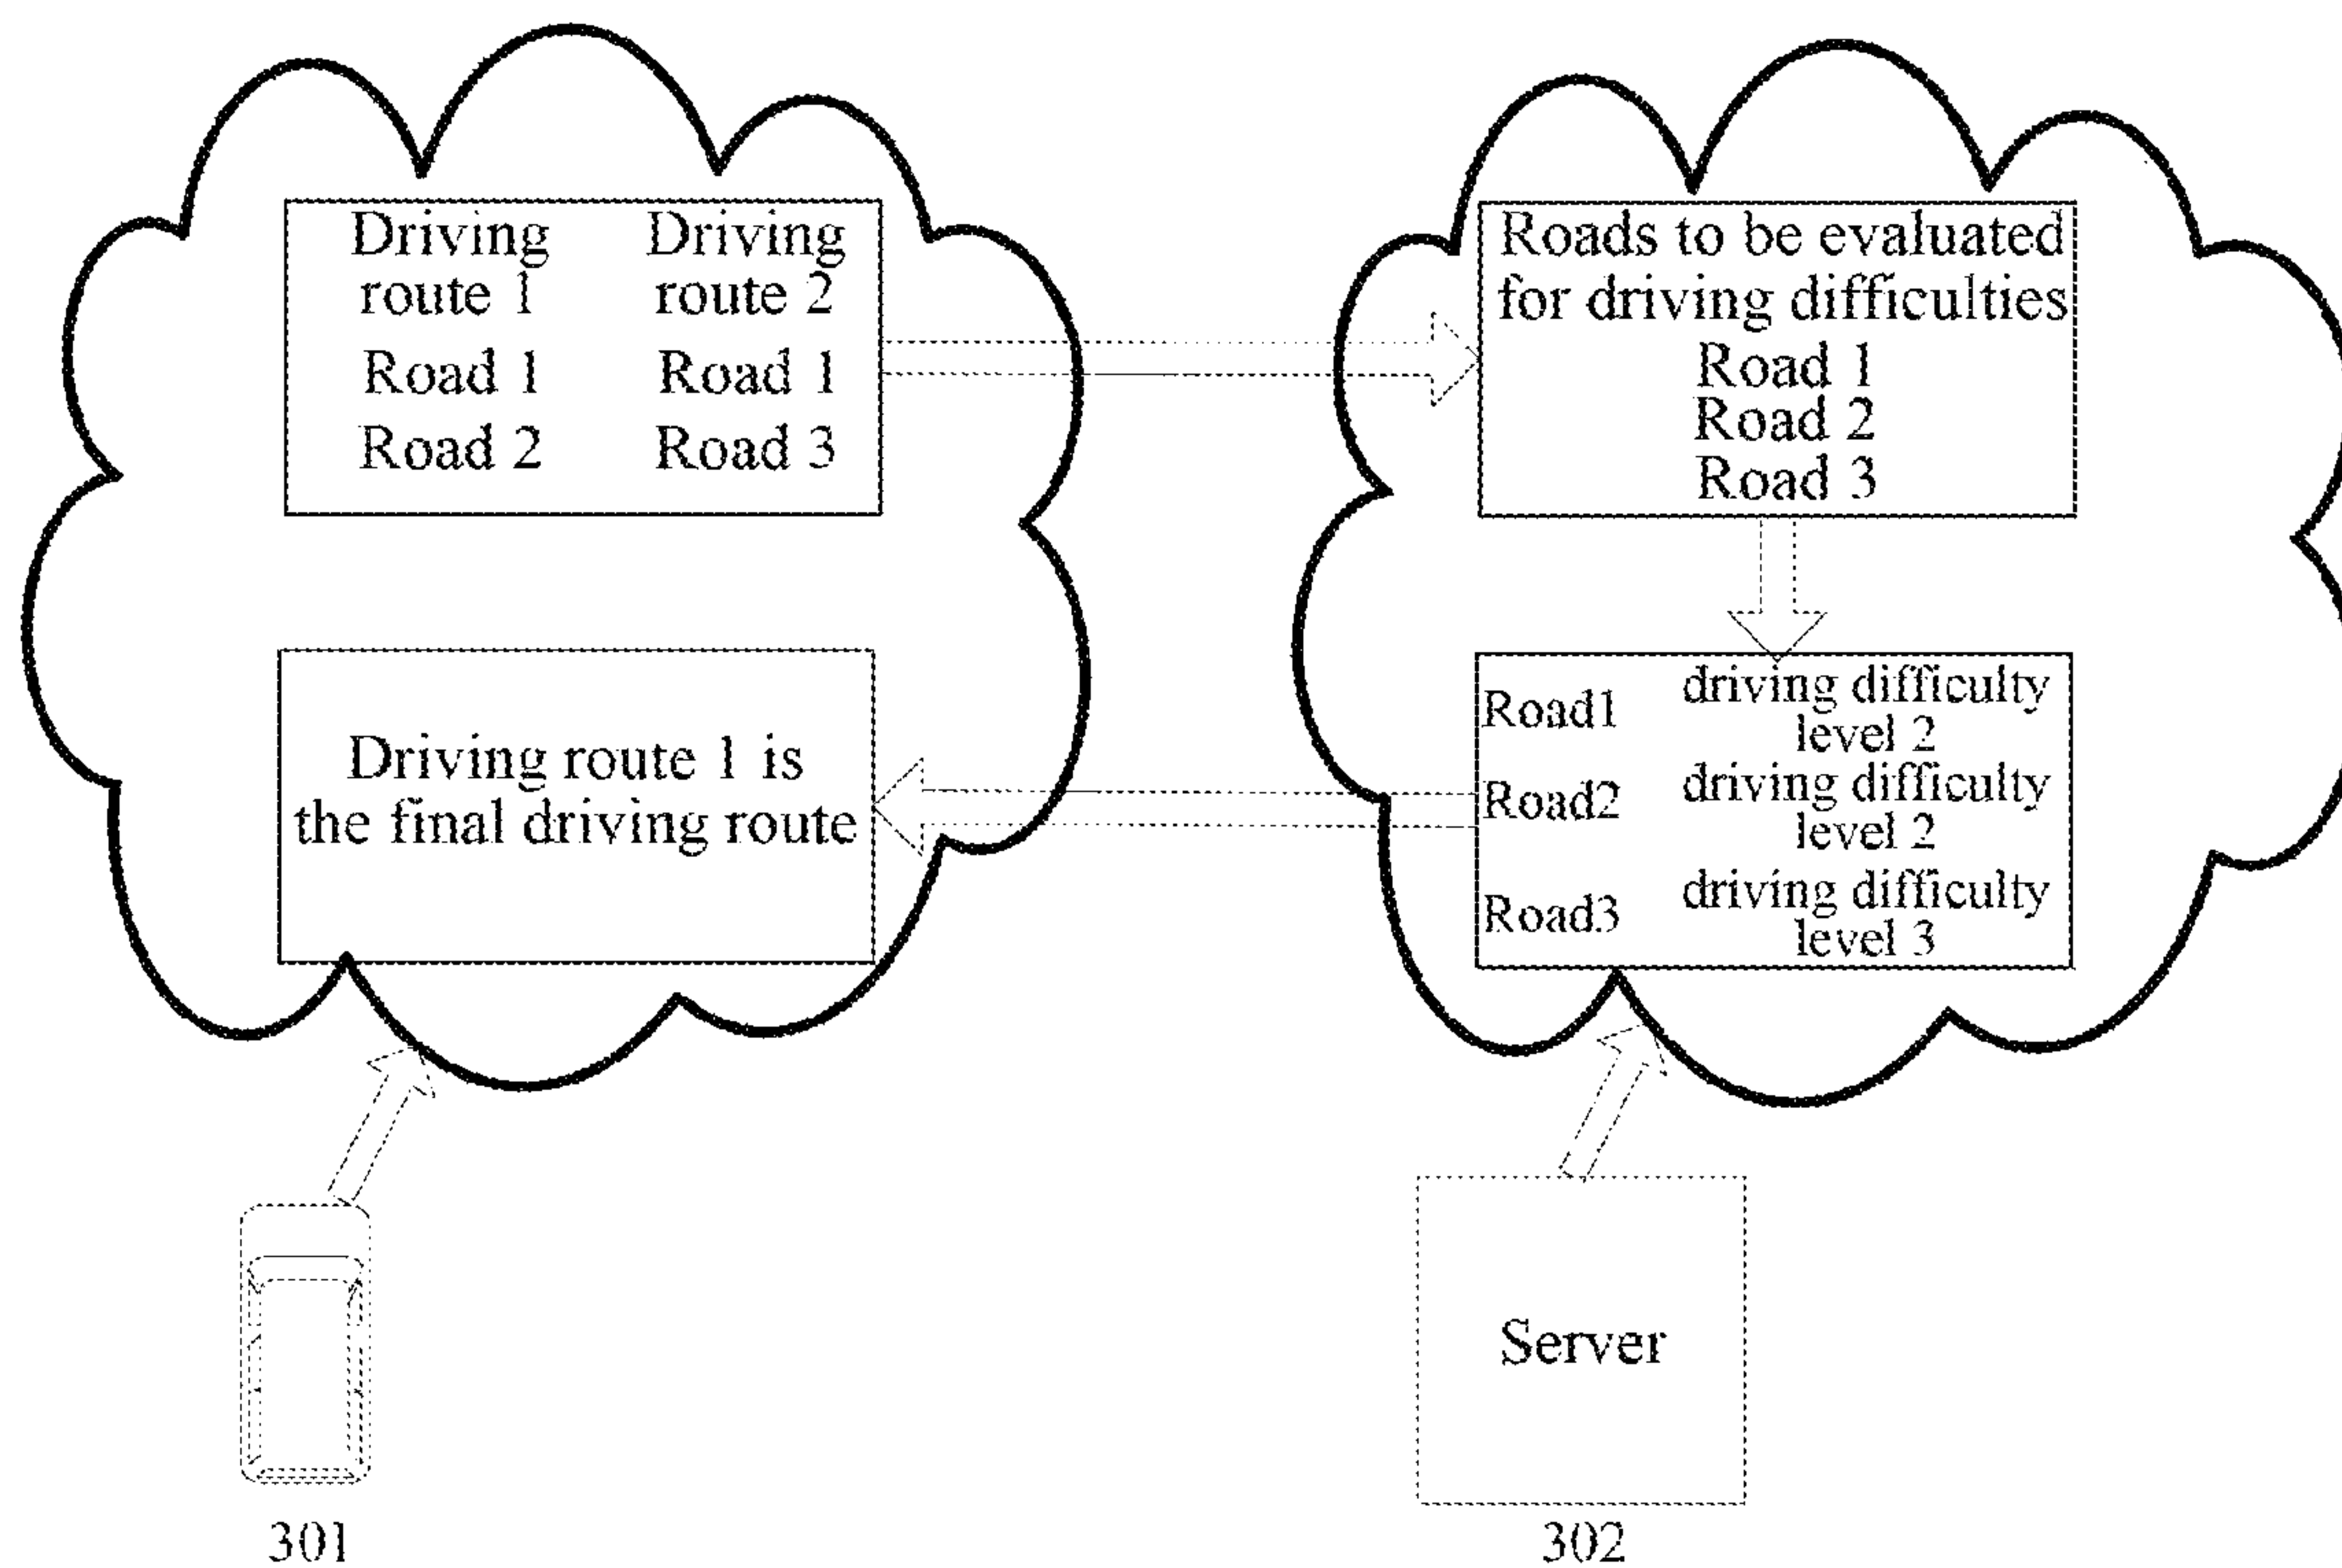 Driving
route 1
Road 1
Road 2
Driving
route 2
Road 1
Road 3
Roads to be evaluated
for driving difficulties
Road 1
Road 2
Road 3
Driving route 1 is
the final driving route
Road1
driving difficulty
level 2
Road2
driving difficulty
level 2
Road3
driving difficulty
level 3
Server
301
302